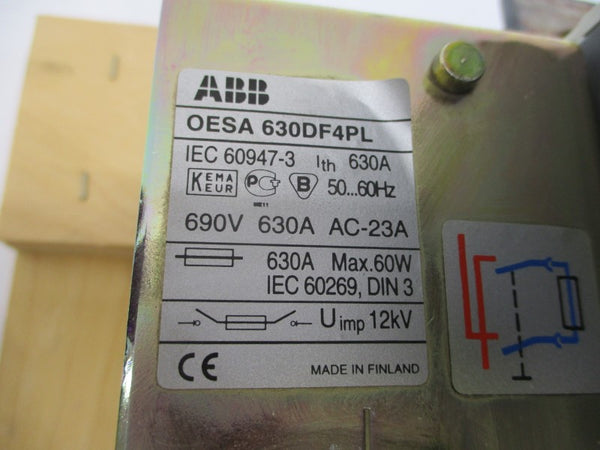 ABB
OESA 630DF4PL
IEC 60947-3 Ith 630A
KEMA EUR B 50...60Hz
690V 630A AC-23A
630A Max.60W
IEC 60269, DIN 3
Uimp 12kV
CE MADE IN FINLAND